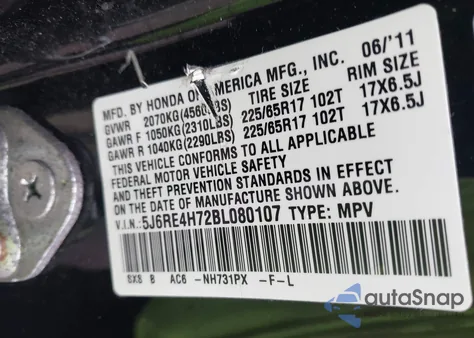 MFD. BY HONDA OF AMERICA MFG., INC. 06/'11
GVWR 2070KG(4560LBS) TIRE SIZE RIM SIZE
GAWR F 1050KG(2310LBS) 225/65R17 102T 17X6.5J
GAWR R 1040KG(2290LBS) 225/65R17 102T 17X6.5J
THIS VEHICLE CONFORMS TO ALL APPLICABLE
FEDERAL MOTOR VEHICLE SAFETY
AND THEFT PREVENTION STANDARDS IN EFFECT
ON THE DATE OF MANUFACTURE SHOWN ABOVE.
V.I.N.: 5J6RE4H72BL080107 TYPE: MPV
SXS B AC6 -NH731PX -F-L
autoSnap